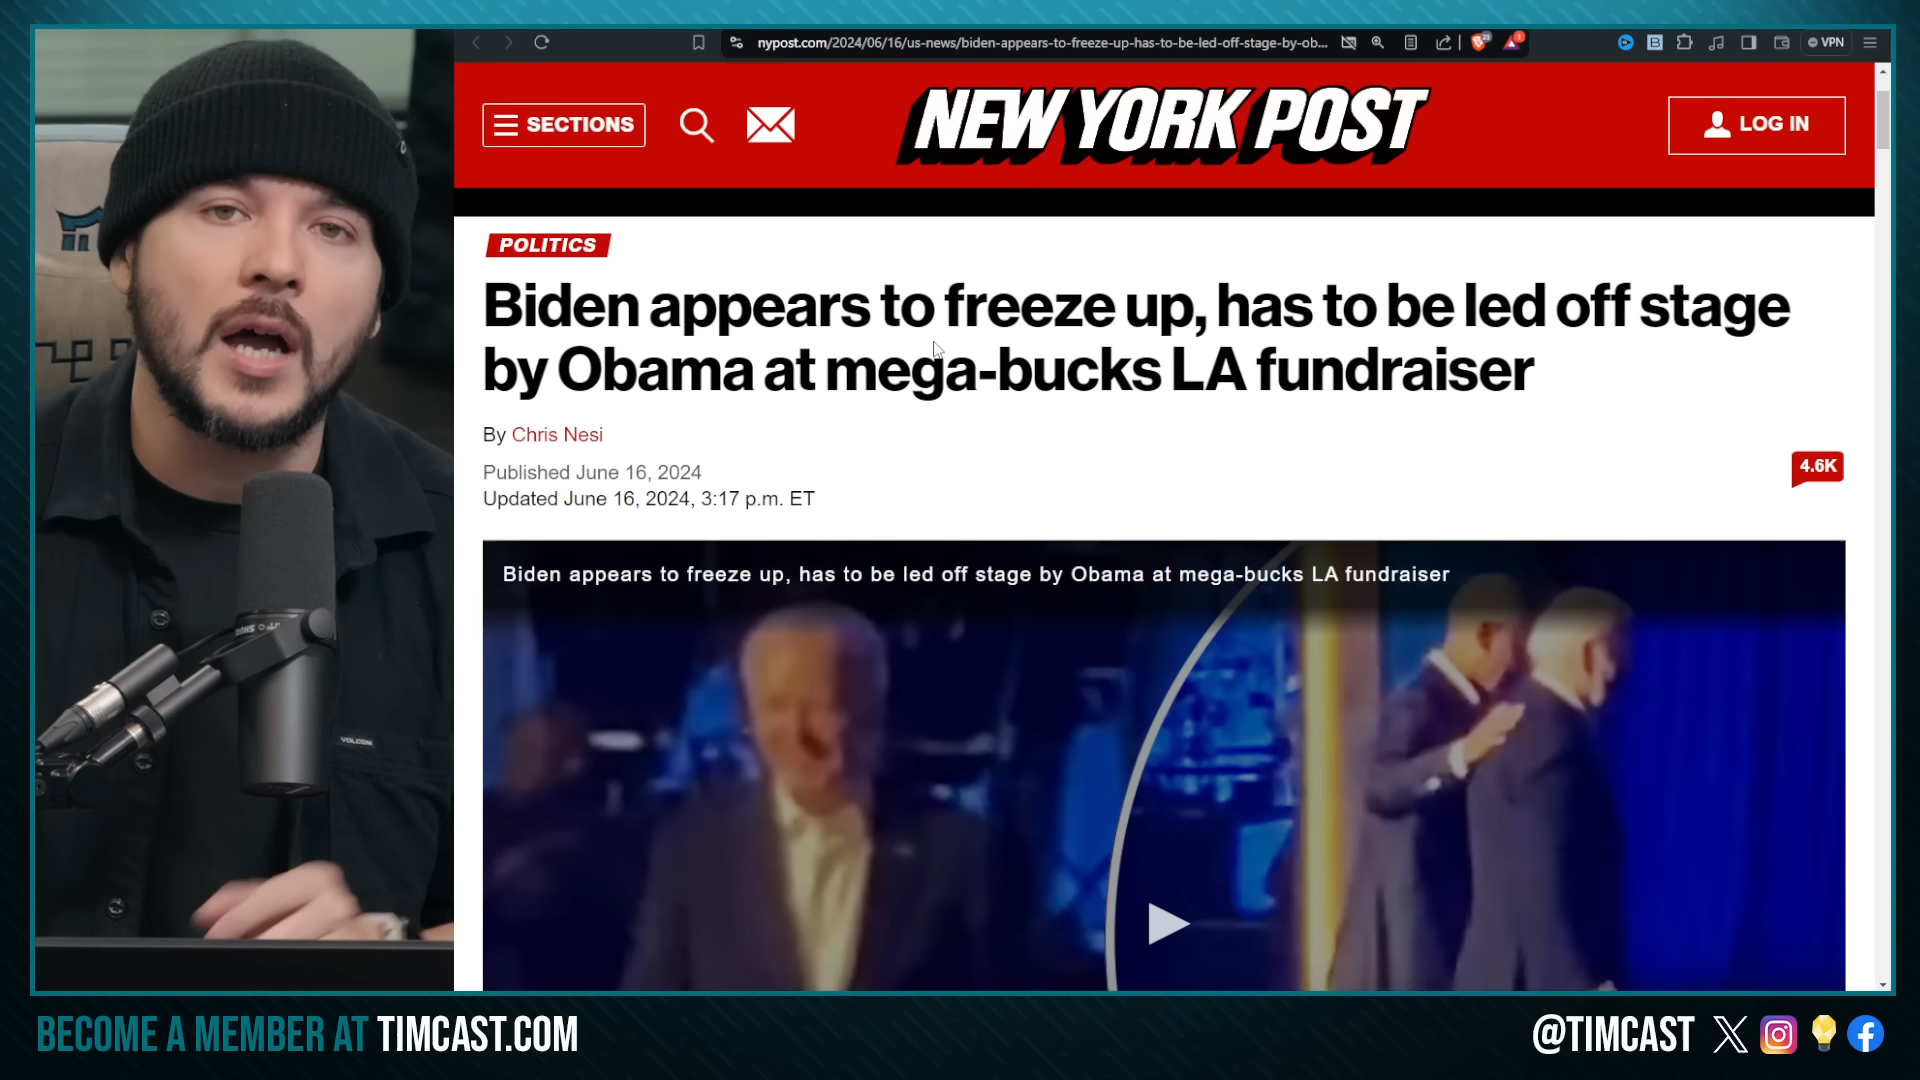 nypost.com/2024/06/16/us-news/biden-appears-to-freeze-up-has-to-be-led-off-stage-by-ob...
VPN
SECTIONS
NEW YORK POST
LOG IN
POLITICS
Biden appears to freeze up, has to be led off stage
by Obama at mega-bucks LA fundraiser
By Chris Nesi
Published June 16, 2024
Updated June 16, 2024, 3:17 p.m. ET
4.6K
Biden appears to freeze up, has to be led off stage by Obama at mega-bucks LA fundraiser
VOLCOM
BECOME A MEMBER AT TIMCAST.COM
@TIMCAST